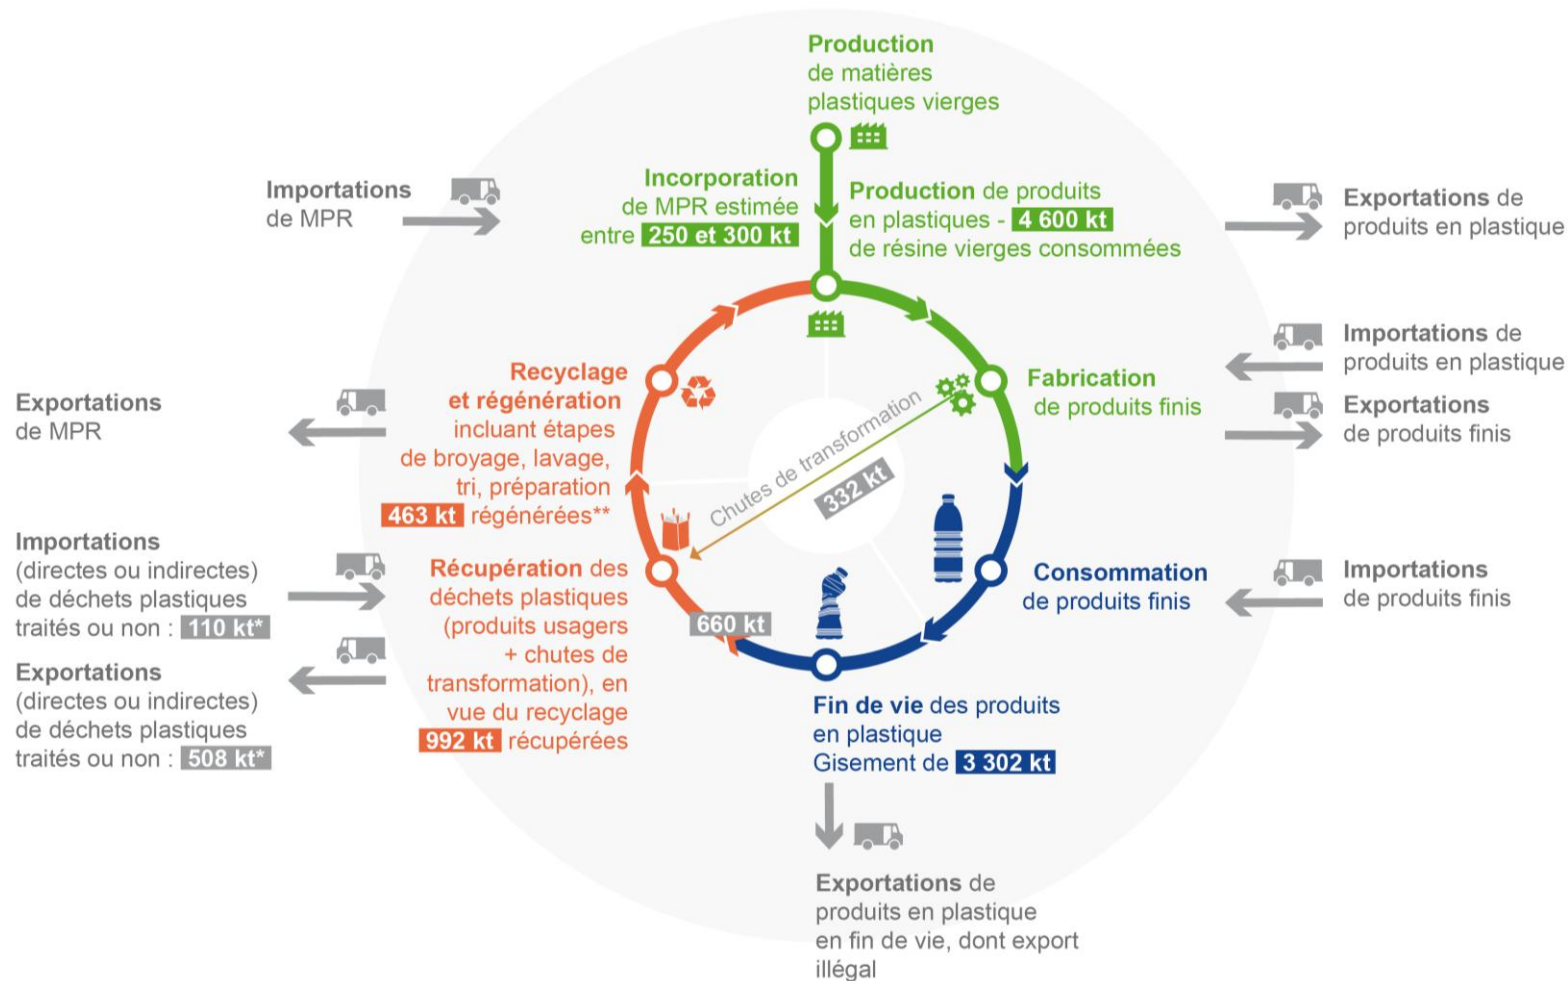 Production
de matières
plastiques vierges
Importations
de MPR
Incorporation
de MPR estimée
entre 250 et 300 kt
Production de produits
en plastiques - 4 600 kt
de résine vierges consommées
Exportations de
produits en plastique
Importations de
produits en plastique
Exportations
de produits finis
Fabrication
de produits finis
Exportations
de MPR
Recyclage
et régénération
incluant étapes
de broyage, lavage,
tri, préparation
463 kt régénérées**
Chutes de transformation
332 kt
Importations
(directes ou indirectes)
de déchets plastiques
traités ou non : 110 kt*
Exportations
(directes ou indirectes)
de déchets plastiques
traités ou non : 508 kt*
Récupération des
déchets plastiques
(produits usagers
+ chutes de
transformation), en
vue du recyclage
992 kt récupérées
660 kt
Consommation
de produits finis
Importations
de produits finis
Fin de vie des produits
en plastique
Gisement de 3 302 kt
Exportations de
produits en plastique
en fin de vie, dont export
illégal